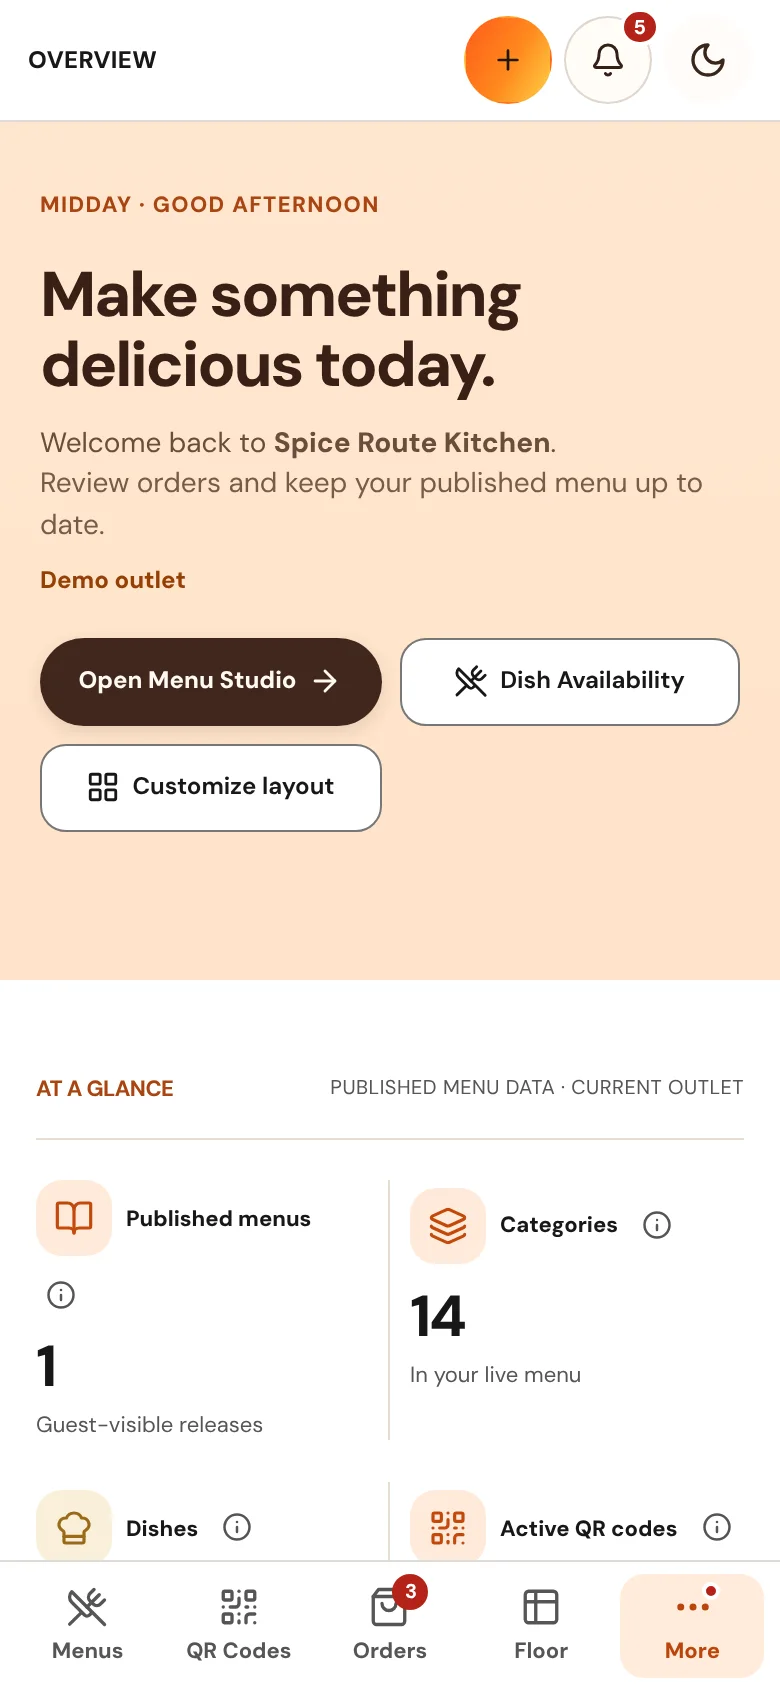 OVERVIEW
5
MIDDAY · GOOD AFTERNOON
Make something
delicious today.
Welcome back to Spice Route Kitchen.
Review orders and keep your published menu up to
date.
Demo outlet
Open Menu Studio
Dish Availability
Customize layout
AT A GLANCE
PUBLISHED MENU DATA · CURRENT OUTLET
Published menus
1
Guest-visible releases
Categories
14
In your live menu
Dishes
Active QR codes
Menus
QR Codes
3
Orders
Floor
More